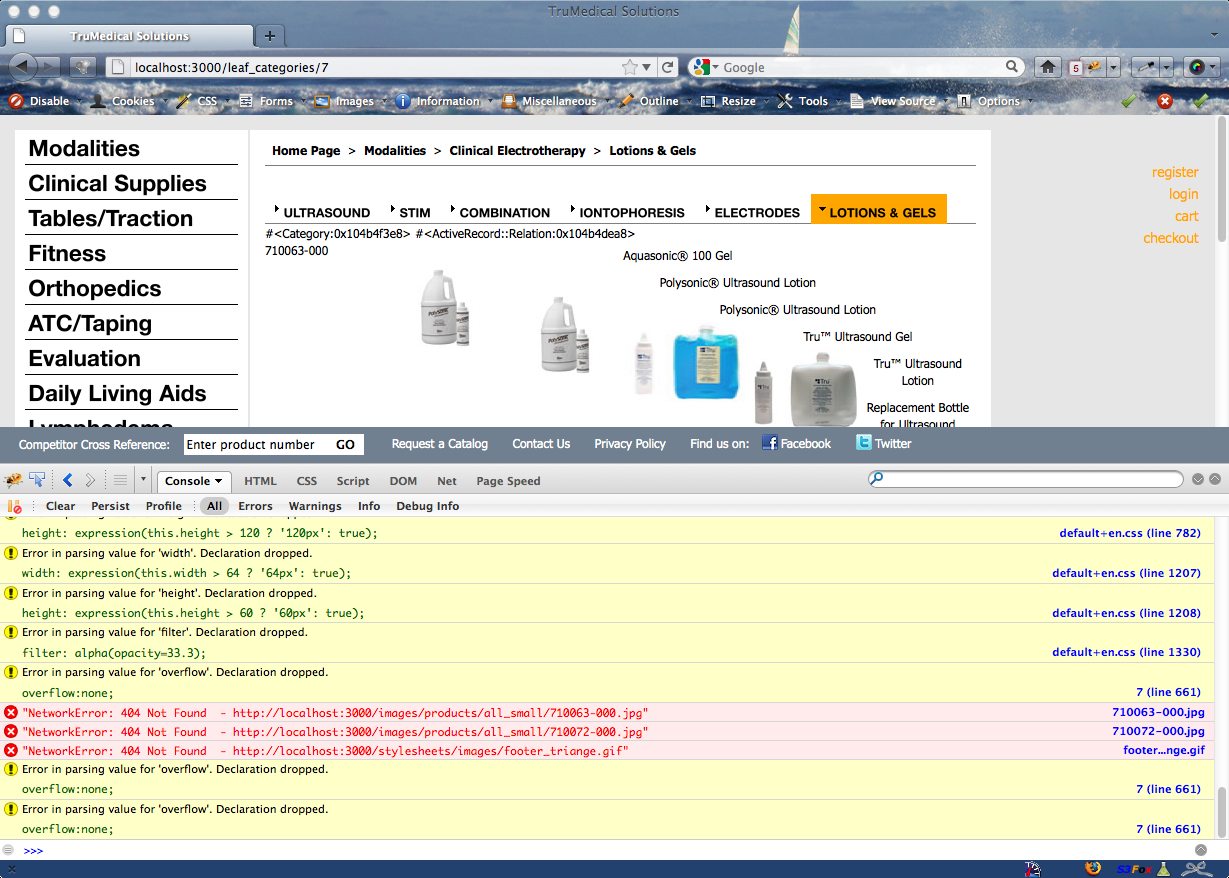 TruMedical Solutions
TruMedical Solutions
localhost:3000/leaf_categories/7
Google
5
Disable Cookies CSS Forms Images Information Miscellaneous Outline Resize Tools View Source Options
Modalities
Clinical Supplies
Tables/Traction
Fitness
Orthopedics
ATC/Taping
Evaluation
Daily Living Aids
Lymphedema
Home Page > Modalities > Clinical Electrotherapy > Lotions & Gels
register
login
cart
checkout
ULTRASOUND STIM COMBINATION IONTOPHORESIS ELECTRODES LOTIONS & GELS
#<Category:0x104b4f3e8> #<ActiveRecord::Relation:0x104b4dea8>
710063-000
Aquasonic® 100 Gel
Polysonic® Ultrasound Lotion
Polysonic® Ultrasound Lotion
Tru™ Ultrasound Gel
Tru™ Ultrasound
Lotion
Replacement Bottle
for Ultrasound
Competitor Cross Reference: Enter product number GO Request a Catalog Contact Us Privacy Policy Find us on: Facebook Twitter
Console HTML CSS Script DOM Net Page Speed
Clear Persist Profile All Errors Warnings Info Debug Info
height: expression(this.height > 120 ? '120px': true); default+en.css (line 782)
Error in parsing value for 'width'. Declaration dropped.
width: expression(this.width > 64 ? '64px': true); default+en.css (line 1207)
Error in parsing value for 'height'. Declaration dropped.
height: expression(this.height > 60 ? '60px': true); default+en.css (line 1208)
Error in parsing value for 'filter'. Declaration dropped.
filter: alpha(opacity=33.3); default+en.css (line 1330)
Error in parsing value for 'overflow'. Declaration dropped.
overflow:none; 7 (line 661)
"NetworkError: 404 Not Found - http://localhost:3000/images/products/all_small/710063-000.jpg" 710063-000.jpg
"NetworkError: 404 Not Found - http://localhost:3000/images/products/all_small/710072-000.jpg" 710072-000.jpg
"NetworkError: 404 Not Found - http://localhost:3000/stylesheets/images/footer_triange.gif" footer...nge.gif
Error in parsing value for 'overflow'. Declaration dropped.
overflow:none; 7 (line 661)
Error in parsing value for 'overflow'. Declaration dropped.
overflow:none; 7 (line 661)
>>>
S3Fox